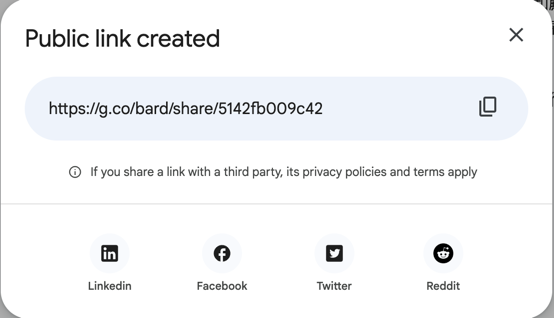 Public link created
https://g.co/bard/share/5142fb009c42
If you share a link with a third party, its privacy policies and terms apply
Linkedin
Facebook
Twitter
Reddit